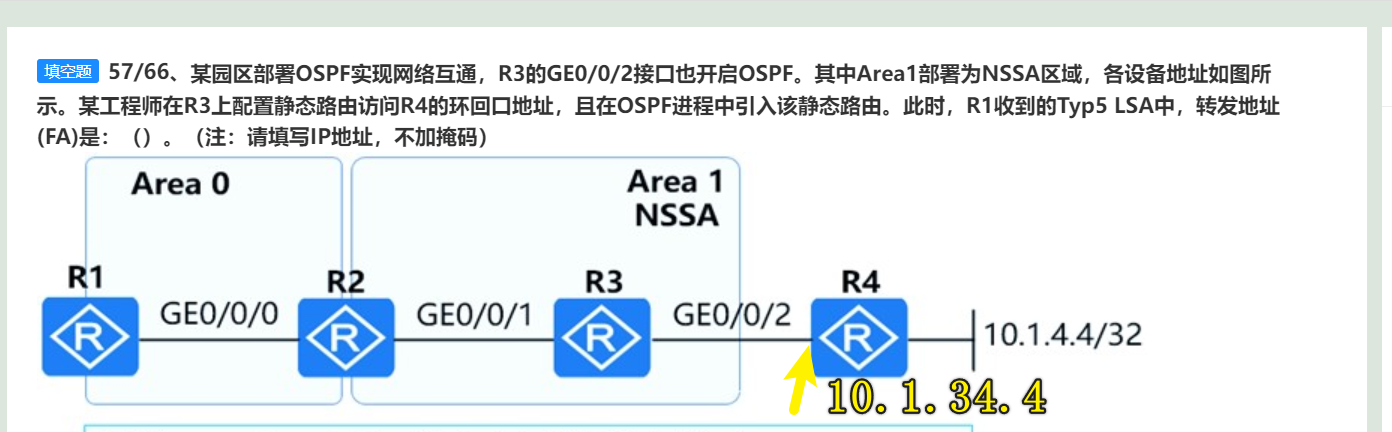 填空题 57/66、某园区部署OSPF实现网络互通，R3的GE0/0/2接口也开启OSPF。其中Area1部署为NSSA区域，各设备地址如图所
示。某工程师在R3上配置静态路由访问R4的环回口地址，且在OSPF进程中引入该静态路由。此时，R1收到的Typ5 LSA中，转发地址
(FA)是：（）。（注：请填写IP地址，不加掩码）
Area 0
Area 1
NSSA
R1
R2
R3
R4
GE0/0/0
GE0/0/1
GE0/0/2
R
R
R
R
10.1.4.4/32
10.1.34.4